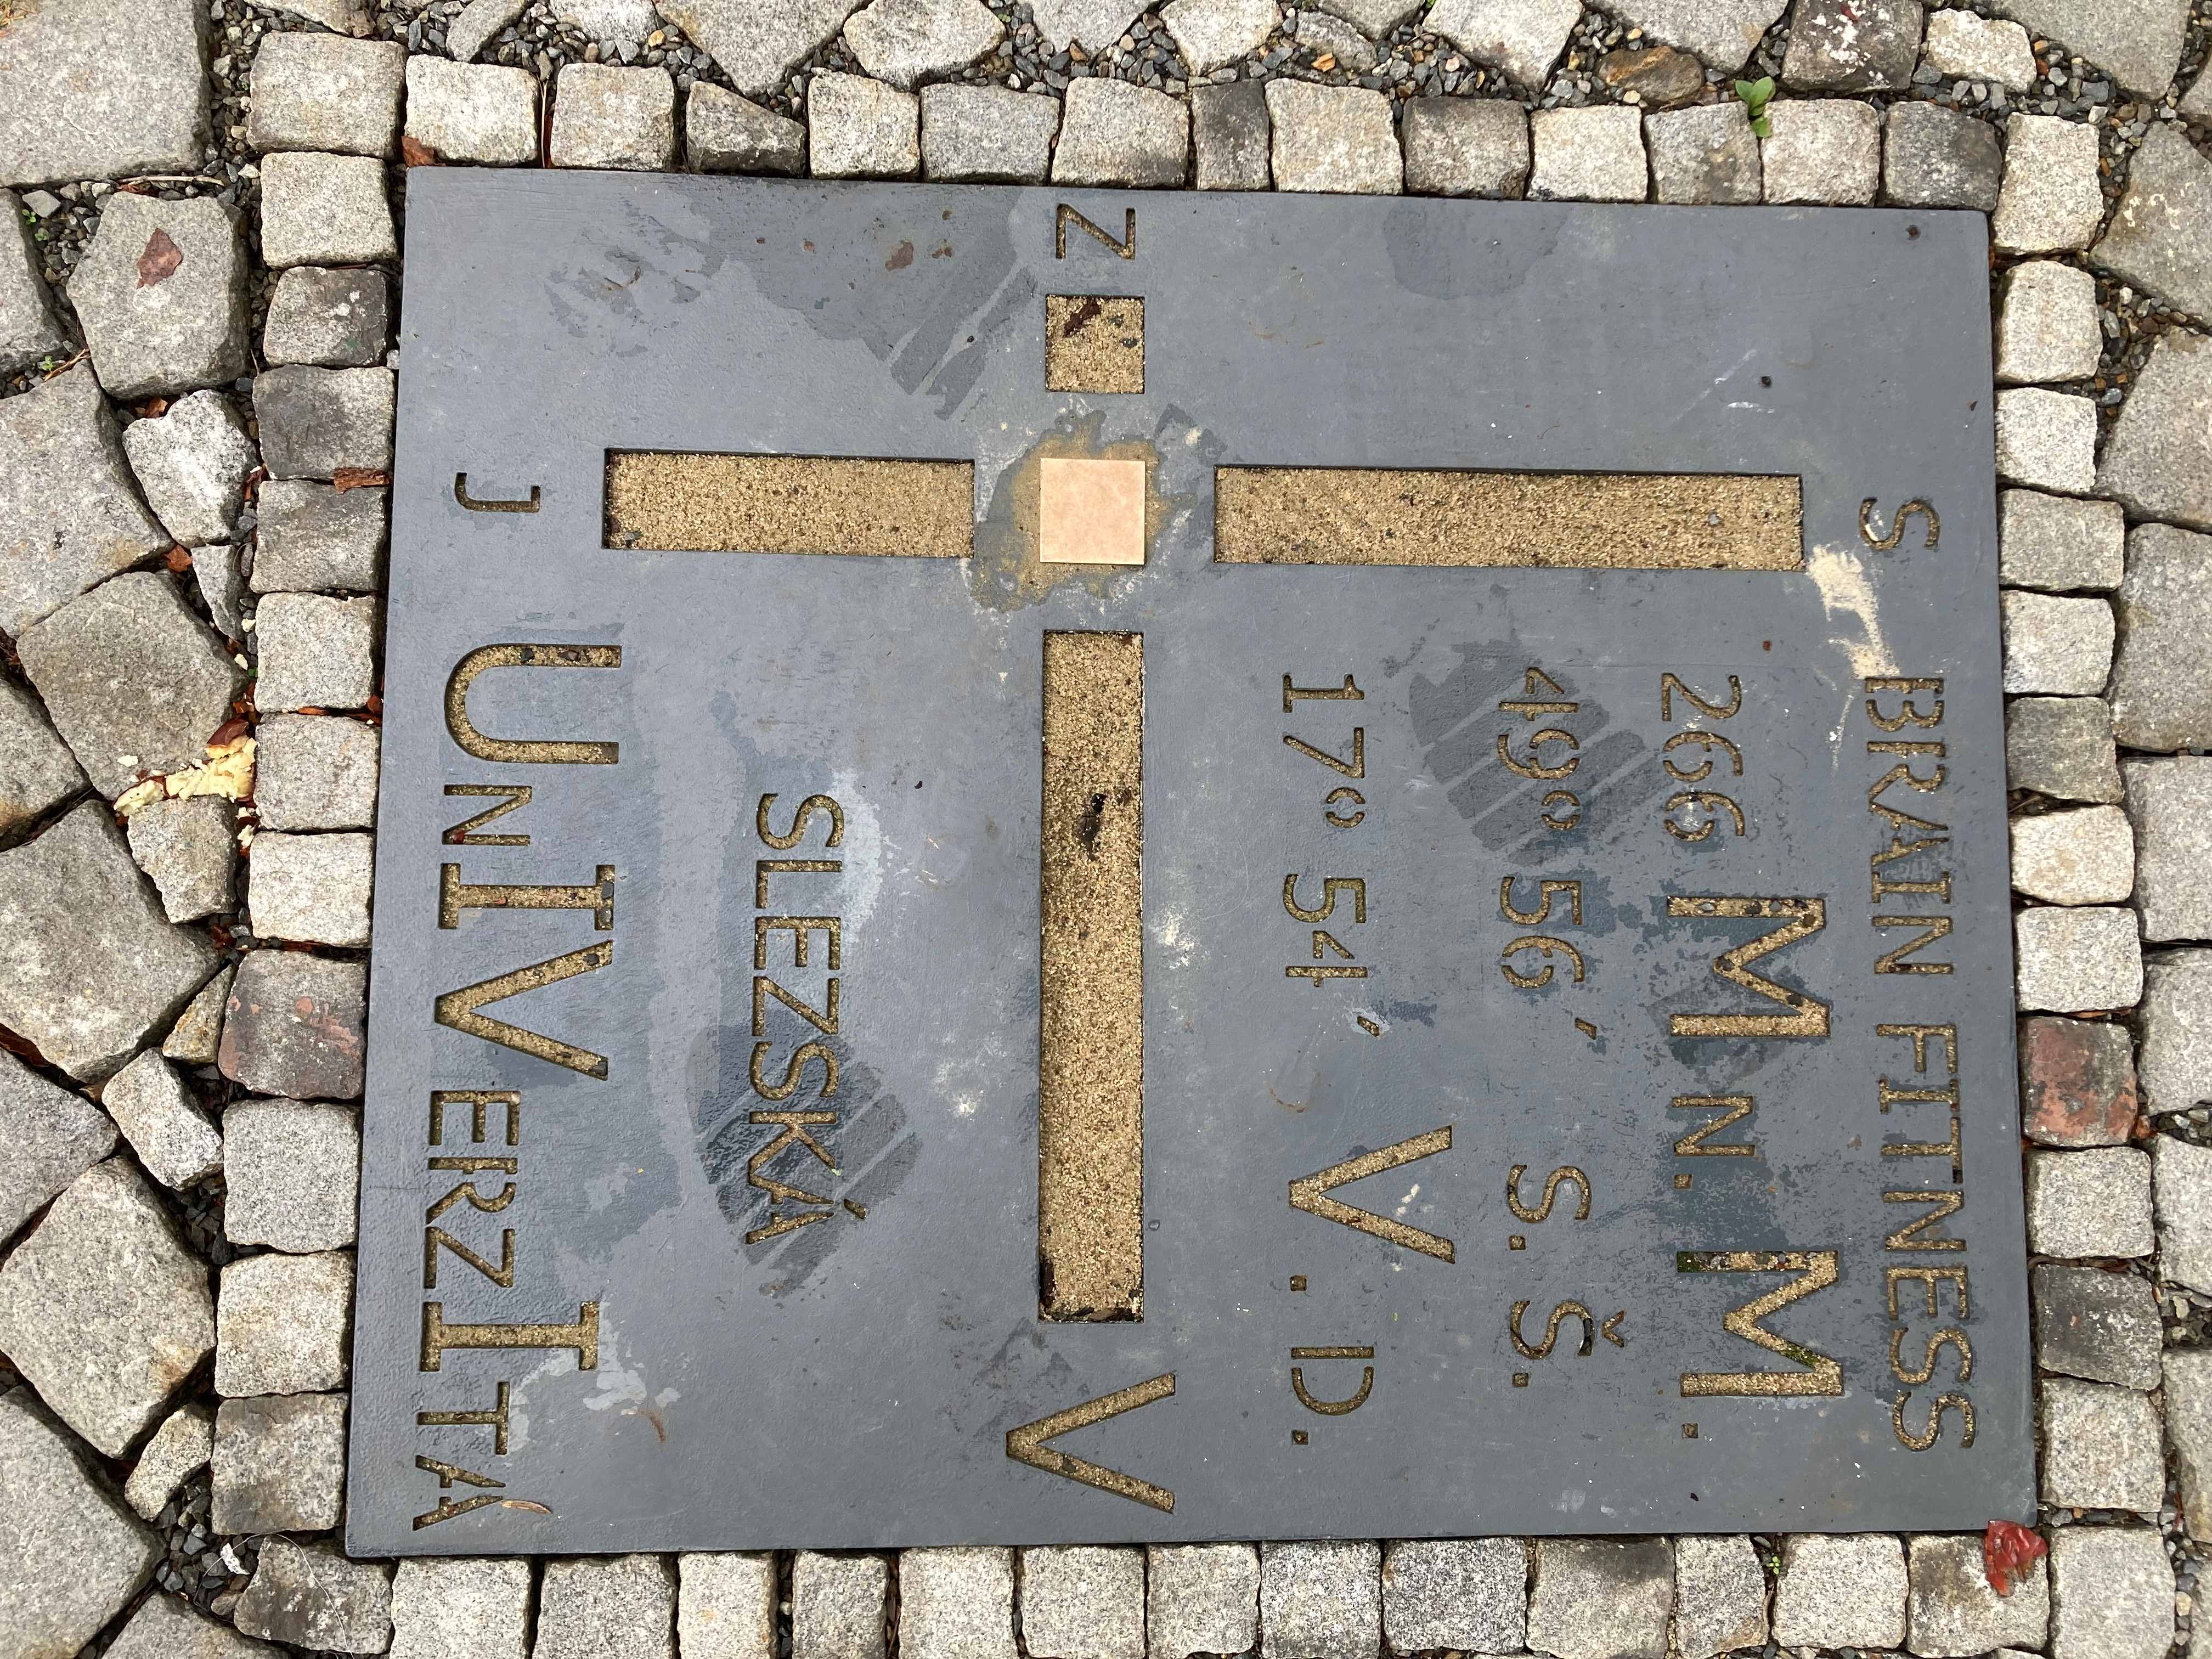 S BRAIN FITNESS
266 M N. M.
49° 56' S. Š.
17° 54' V. D.
Z V
SLEZSKÁ
J UNIVERZITA